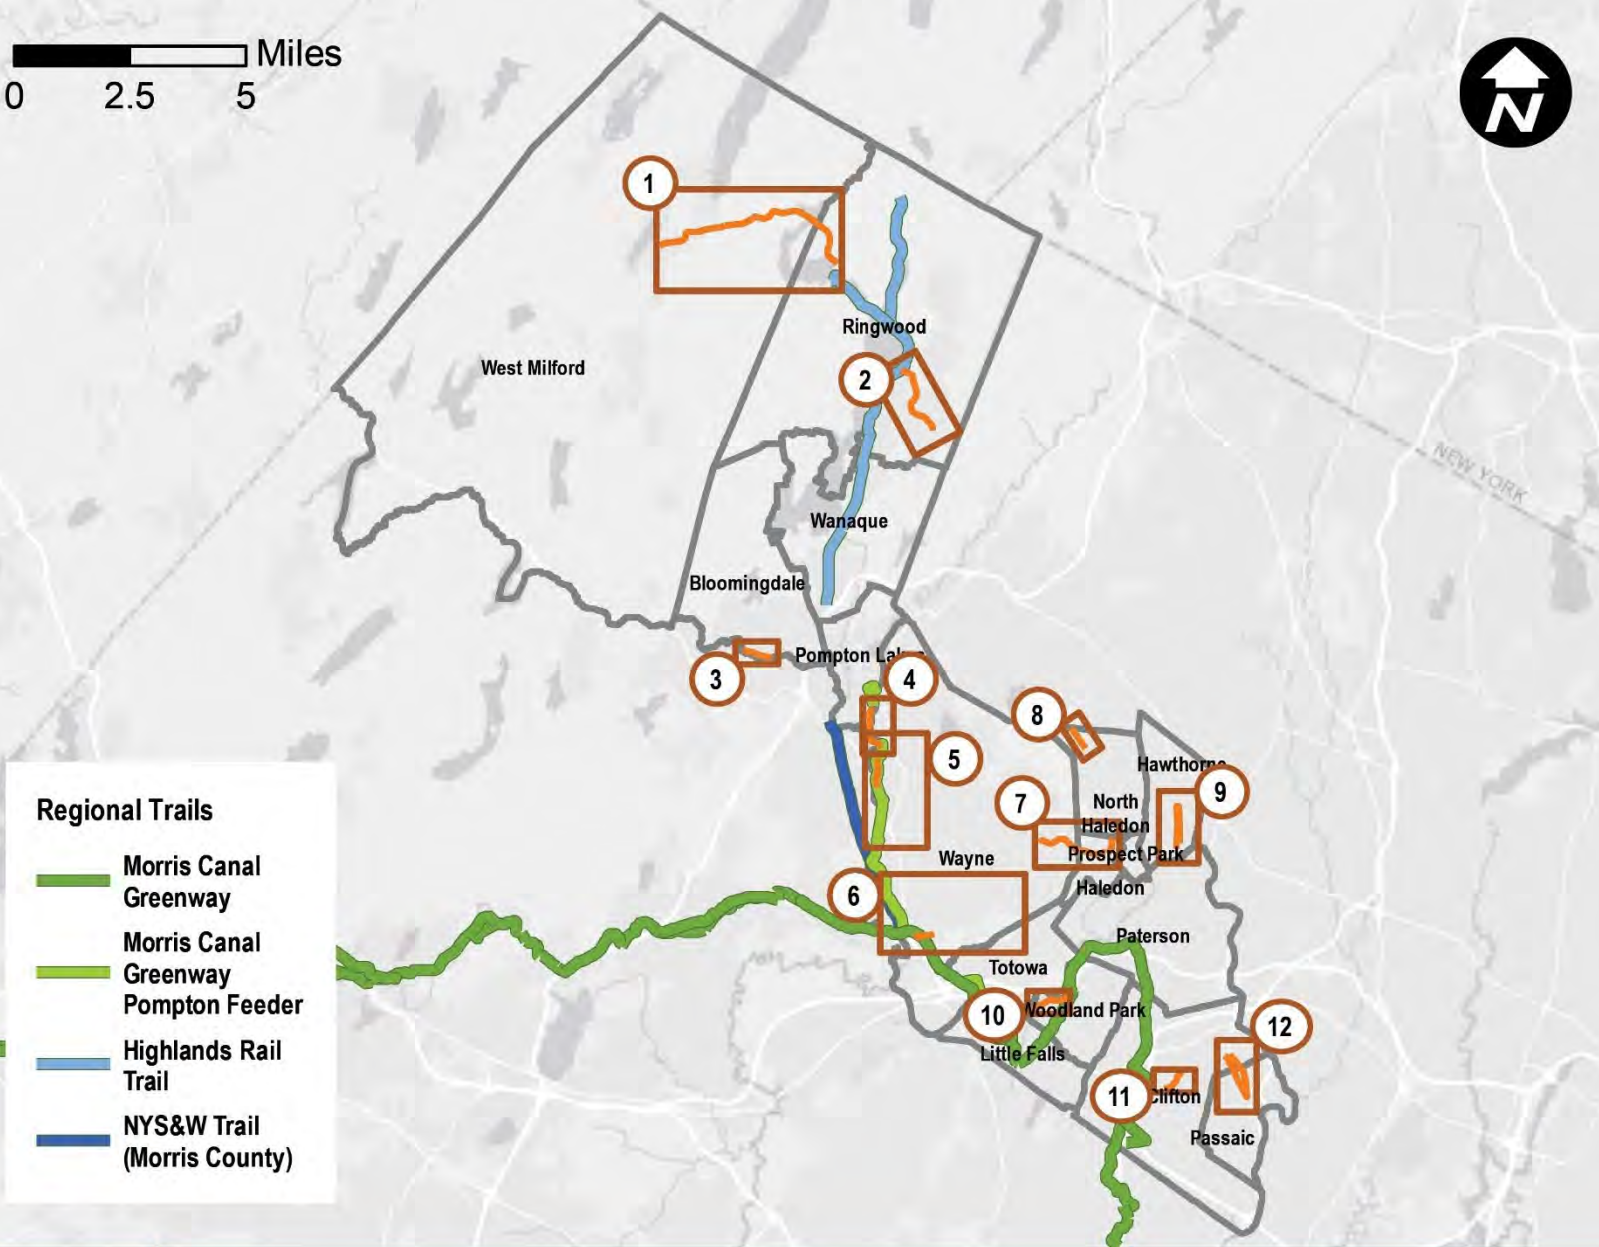 Miles
0 2.5 5
N
1
Ringwood
West Milford
2
NEW YORK
Wanaque
Bloomingdale
Pompton Lakes
3
4
8
5
Hawthorne
9
7
North
Haledon
Prospect Park
Wayne
Haledon
6
Paterson
Totowa
10
Woodland Park
12
Little Falls
11
Clifton
Passaic
Regional Trails
Morris Canal
Greenway
Morris Canal
Greenway
Pompton Feeder
Highlands Rail
Trail
NYS&W Trail
(Morris County)